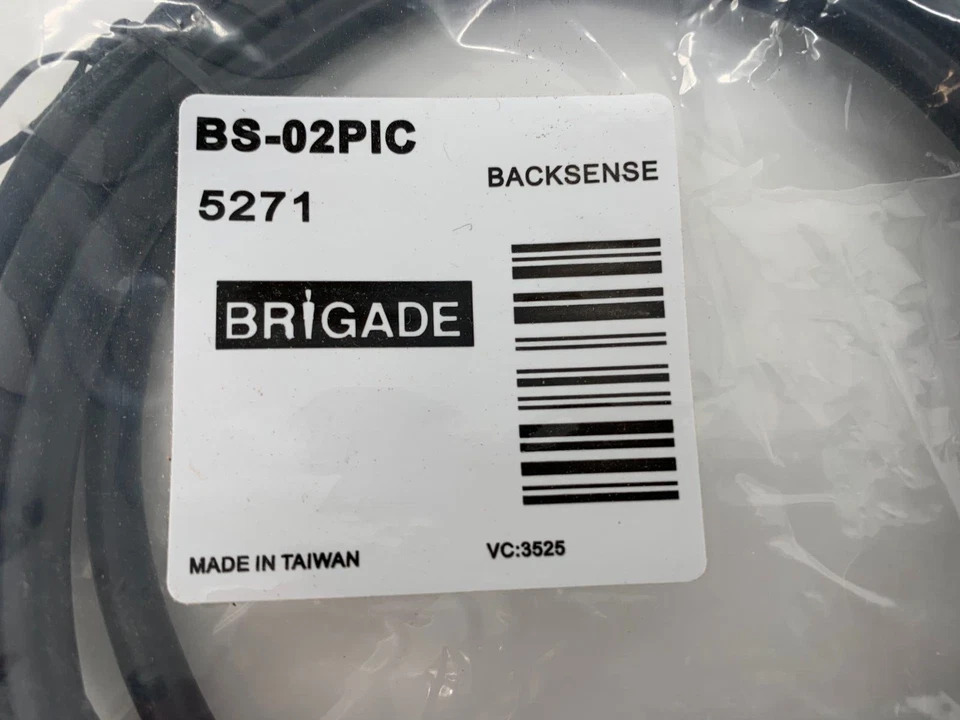 BS-02PIC
BACKSENSE
5271
BRIGADE
MADE IN TAIWAN
VC:3525